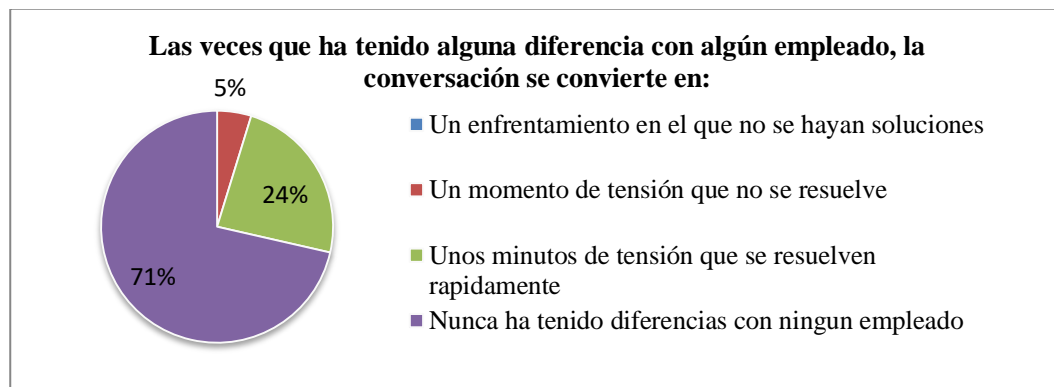 Las veces que ha tenido alguna diferencia con algún empleado, la
conversación se convierte en:
5%
24%
71%
Un enfrentamiento en el que no se hayan soluciones
Un momento de tensión que no se resuelve
Unos minutos de tensión que se resuelven
rapidamente
Nunca ha tenido diferencias con ningun empleado